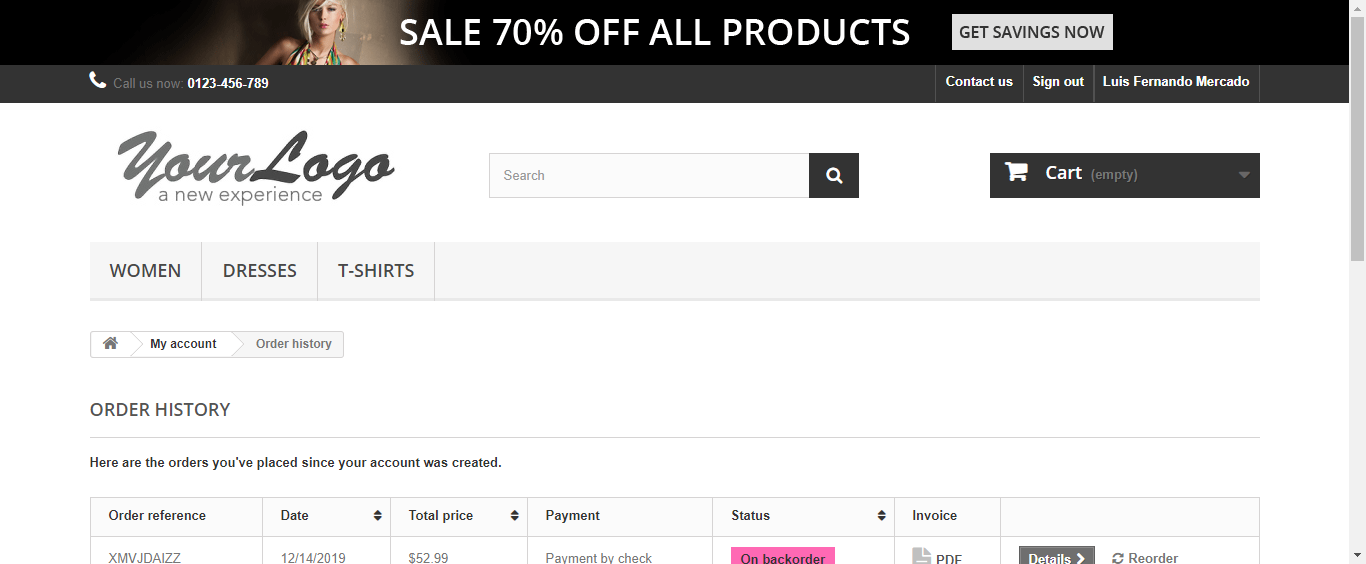 SALE 70% OFF ALL PRODUCTS GET SAVINGS NOW
Call us now: 0123-456-789 Contact us Sign out Luis Fernando Mercado
YourLogo
a new experience
Search Cart (empty)
WOMEN DRESSES T-SHIRTS
My account Order history
ORDER HISTORY
Here are the orders you've placed since your account was created.
Order reference Date Total price Payment Status Invoice
XMVJDAIZZ 12/14/2019 $52.99 Payment by check On backorder PDF Details Reorder